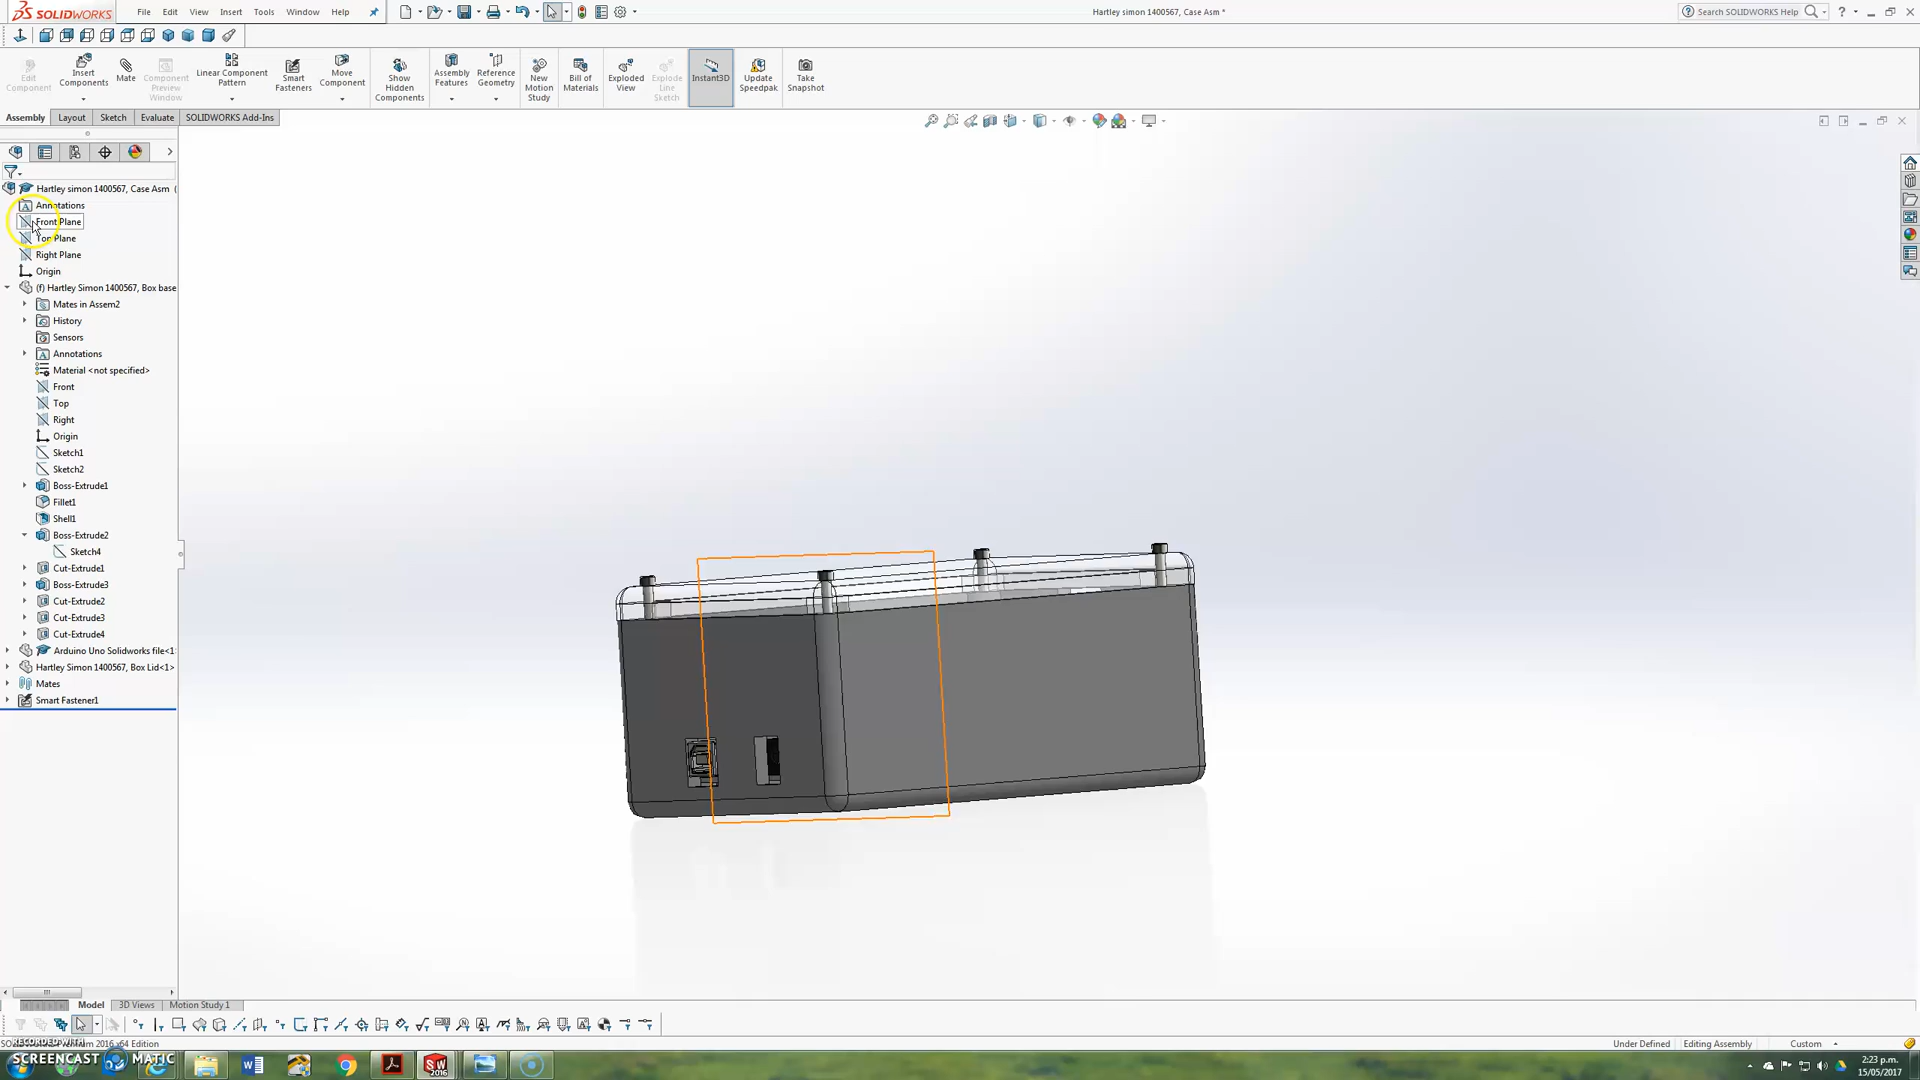 SOLIDWORKS File Edit View Insert Tools Window Help
Hartley simon 1400567, Case Asm *
Search SOLIDWORKS Help
Edit Component
Insert Components
Mate
Component Preview Window
Linear Component Pattern
Smart Fasteners
Move Component
Show Hidden Components
Assembly Features
Reference Geometry
New Motion Study
Bill of Materials
Exploded View
Explode Line Sketch
Instant3D
Update Speedpak
Take Snapshot
Assembly Layout Sketch Evaluate SOLIDWORKS Add-Ins
Hartley simon 1400567, Case Asm (
Annotations
Front Plane
Top Plane
Right Plane
Origin
(f) Hartley Simon 1400567, Box base
Mates in Assem2
History
Sensors
Annotations
Material <not specified>
Front
Top
Right
Origin
Sketch1
Sketch2
Boss-Extrude1
Fillet1
Shell1
Boss-Extrude2
Sketch4
Cut-Extrude1
Boss-Extrude3
Cut-Extrude2
Cut-Extrude3
Cut-Extrude4
Arduino Uno Solidworks file<1
Hartley Simon 1400567, Box Lid<1>
Mates
Smart Fastener1
Model 3D Views Motion Study 1
RECORDED WITH
SOLIDWORKS Premium 2016 x64 Edition
Under Defined Editing Assembly Custom
SCREENCAST MATIC
2:23 p.m.
15/05/2017